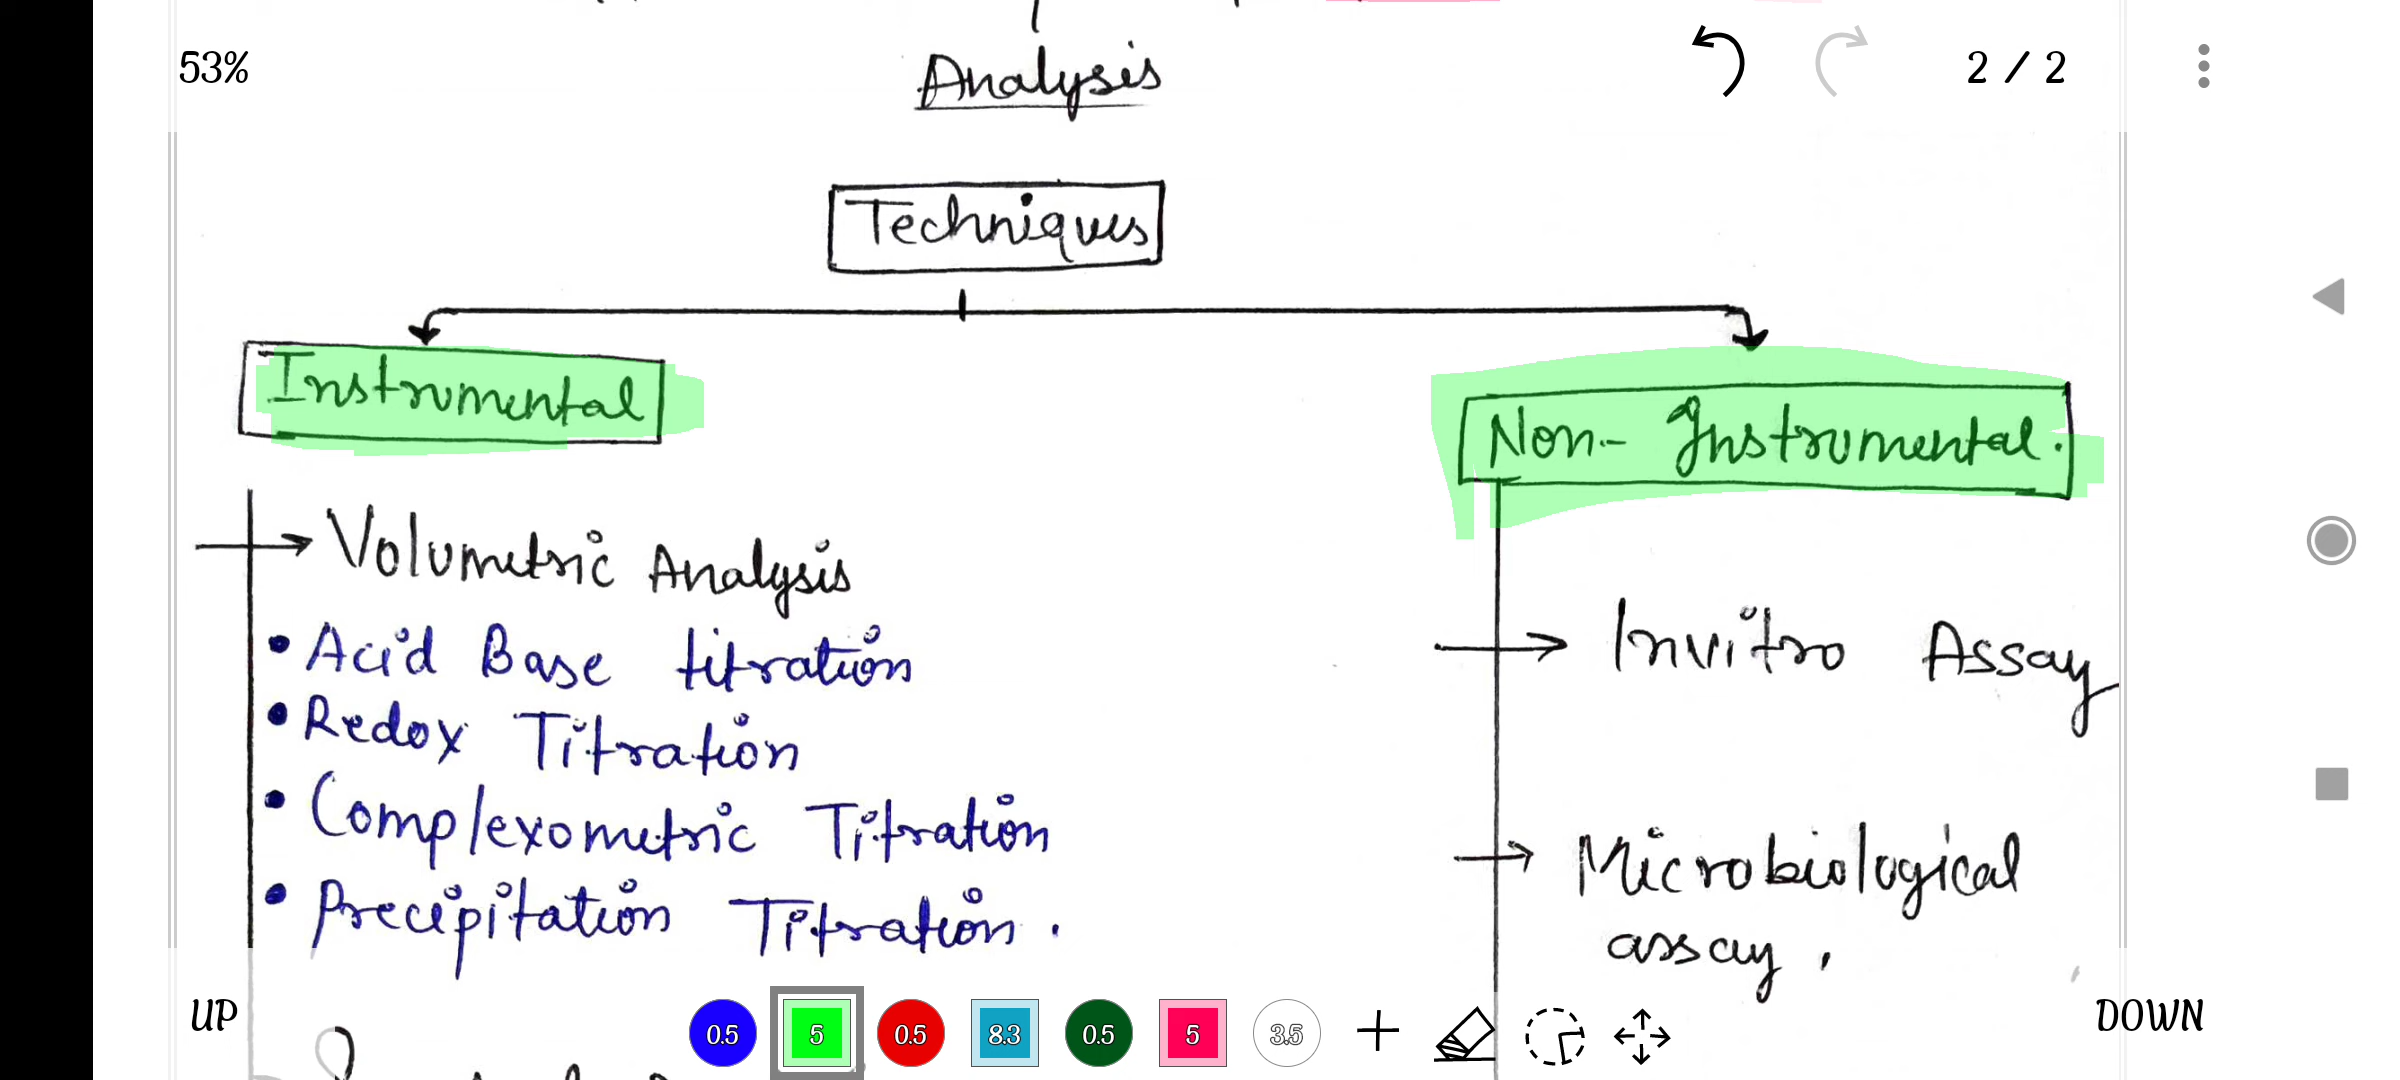 53%
Analysis
2 / 2
Techniques
Instrumental
Non-Instrumental.
Volumetric Analysis
• Acid Base titration
• Redox Titration
• Complexometric Titration
• Precipitation Titration.
Invitro Assay
Microbiological
assay.
UP
DOWN
0.5 5 0.5 8.3 0.5 5 3.5